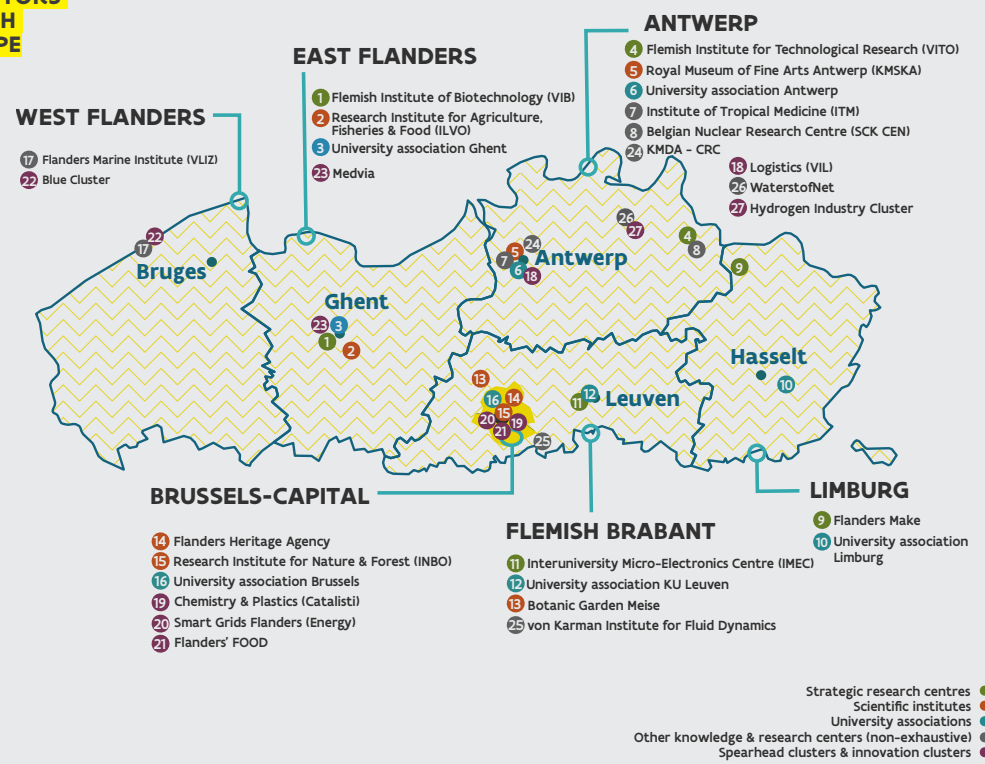 WEST FLANDERS
17 Flanders Marine Institute (VLIZ)
22 Blue Cluster
EAST FLANDERS
1 Flemish Institute of Biotechnology (VIB)
2 Research Institute for Agriculture,
Fisheries & Food (ILVO)
3 University association Ghent
23 Medvia
ANTWERP
4 Flemish Institute for Technological Research (VITO)
5 Royal Museum of Fine Arts Antwerp (KMSKA)
6 University association Antwerp
7 Institute of Tropical Medicine (ITM)
8 Belgian Nuclear Research Centre (SCK CEN)
24 KMDA - CRC
18 Logistics (VIL)
26 WaterstofNet
27 Hydrogen Industry Cluster
22
17
Bruges
Ghent
23 3
1
2
26
27
4
8
24
5
7
6
18
Antwerp
9
Hasselt
10
13
16 14
15
20 19
21
25
12
11
Leuven
BRUSSELS-CAPITAL
14 Flanders Heritage Agency
15 Research Institute for Nature & Forest (INBO)
16 University association Brussels
19 Chemistry & Plastics (Catalisti)
20 Smart Grids Flanders (Energy)
21 Flanders' FOOD
FLEMISH BRABANT
11 Interuniversity Micro-Electronics Centre (IMEC)
12 University association KU Leuven
13 Botanic Garden Meise
25 von Karman Institute for Fluid Dynamics
LIMBURG
9 Flanders Make
10 University association
Limburg
Strategic research centres
Scientific institutes
University associations
Other knowledge & research centers (non-exhaustive)
Spearhead clusters & innovation clusters